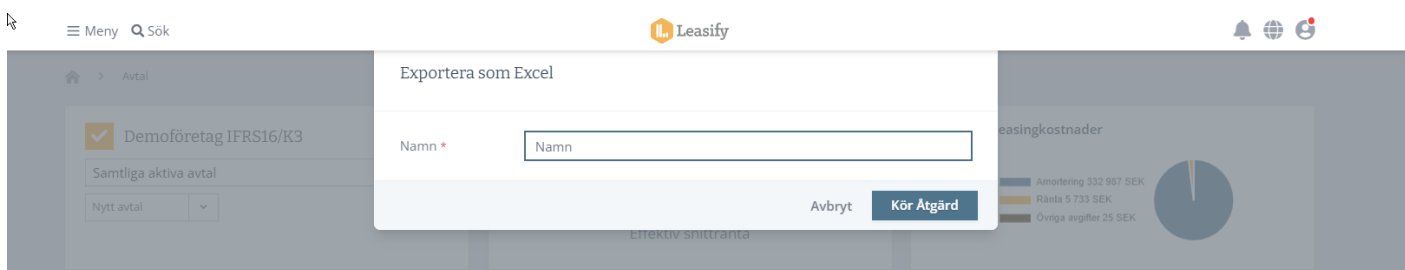 Meny Sök Leasify
Exportera som Excel
> Avtal
easingkostnader
Demoföretag IFRS16/K3
Namn * Namn
Samtliga aktiva avtal
Amortering 332 987 SEK
Ränta 5 733 SEK
Nytt avtal
Avbryt Kör Åtgärd
Övriga avgifter 25 SEK
Effektiv snittränta